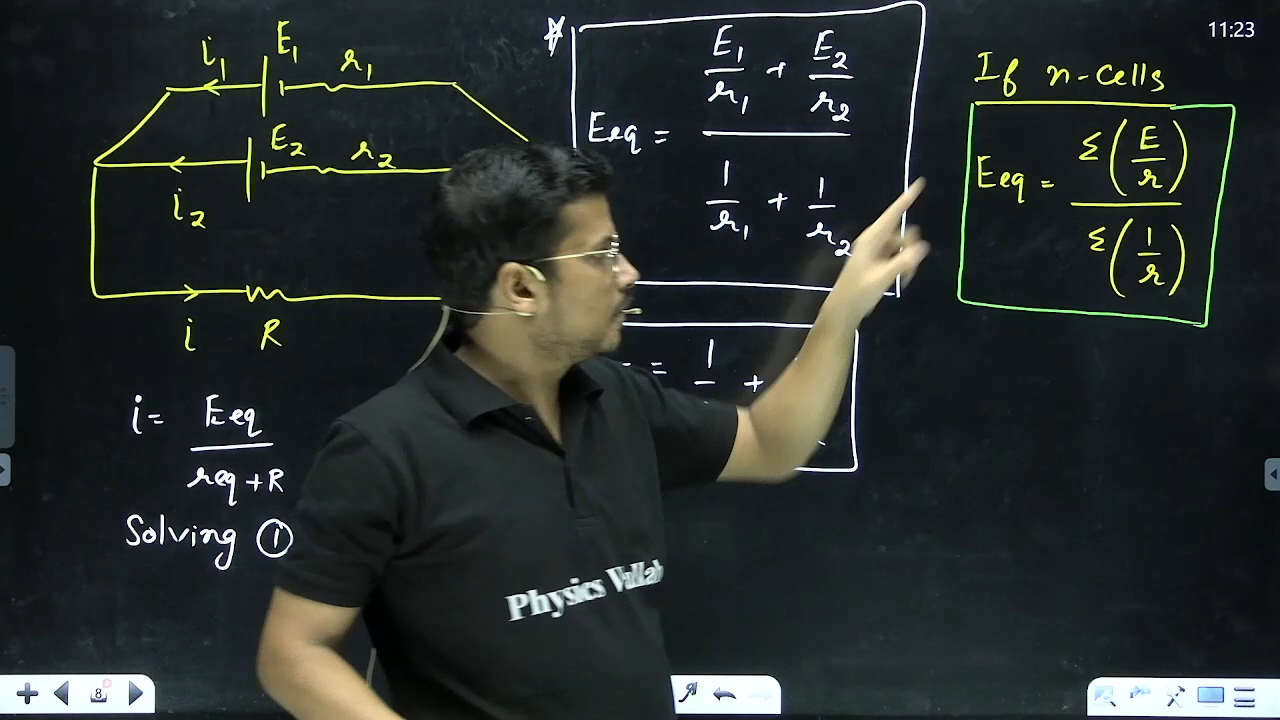 11:23
i₁ E₁ r₁
E₂ r₂
i₂
i R
i = Eeq / req + R
Solving ①
Eeq = (E₁/r₁ + E₂/r₂) / (1/r₁ + 1/r₂)
= 1 +
If n-cells
Eeq = Σ(E/r) / Σ(1/r)
Physics Wallah
8